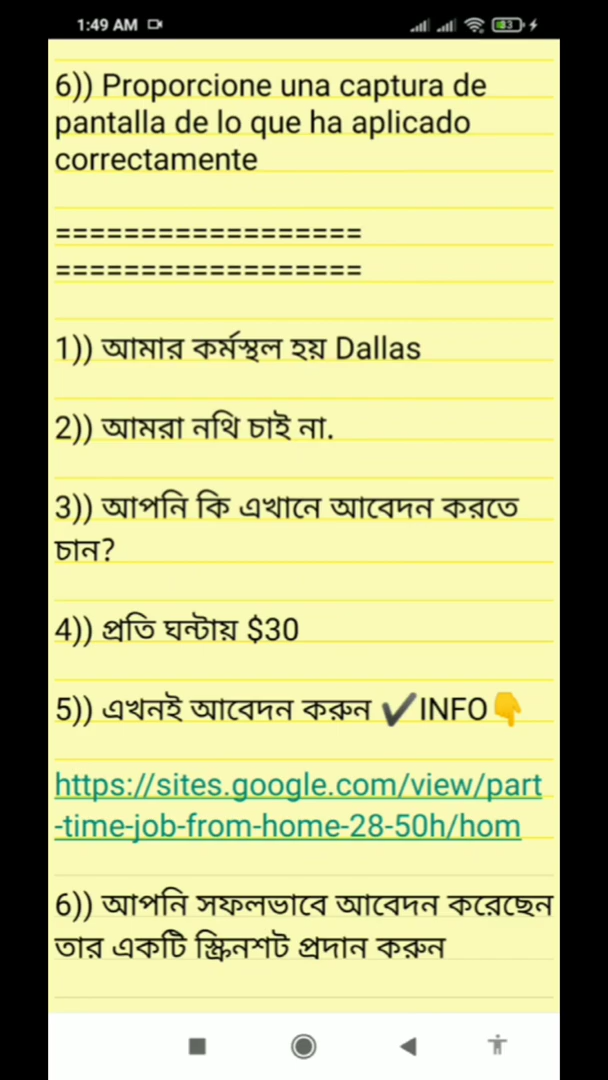 1:49 AM
83
6)) Proporcione una captura de
pantalla de lo que ha aplicado
correctamente
==================
==================
1)) আমার কর্মস্থল হয় Dallas
2)) আমরা নথি চাই না.
3)) আপনি কি এখানে আবেদন করতে
চান?
4)) প্রতি ঘন্টায় $30
5)) এখনই আবেদন করুন ✔️INFO👇
https://sites.google.com/view/part
-time-job-from-home-28-50h/hom
6)) আপনি সফলভাবে আবেদন করেছেন
তার একটি স্ক্রিনশট প্রদান করুন